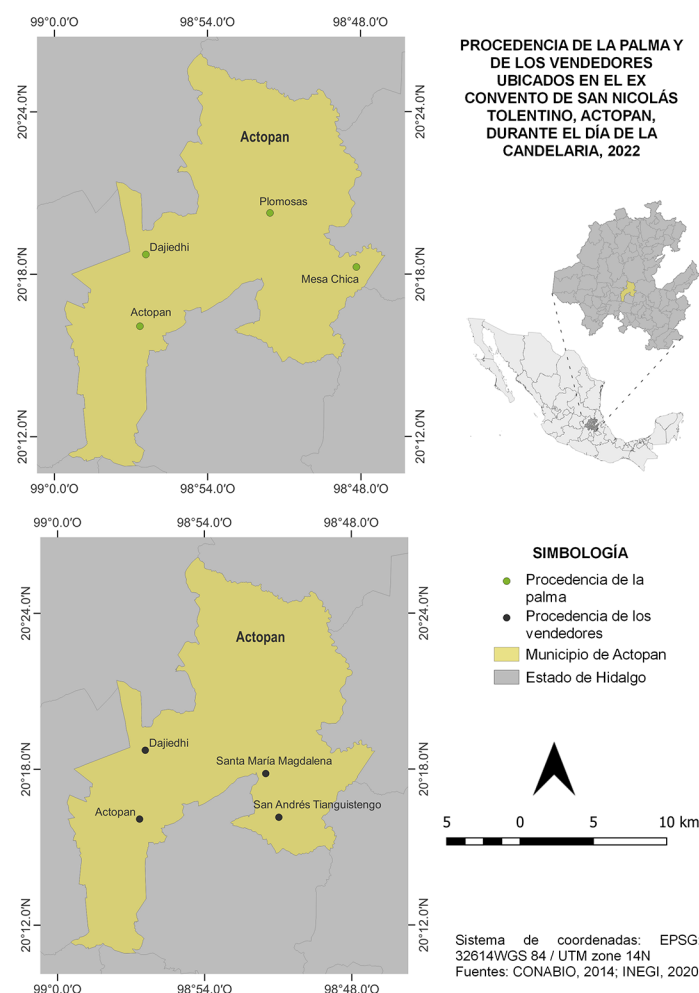 99°0.0'O 98°54.0'O 98°48.0'O
20°24.0'N 20°24.0'N
Actopan
Plomosas
Dajiedhi
20°18.0'N 20°18.0'N
Mesa Chica
Actopan
20°12.0'N 20°12.0'N
99°0.0'O 98°54.0'O 98°48.0'O
PROCEDENCIA DE LA PALMA Y
DE LOS VENDEDORES
UBICADOS EN EL EX
CONVENTO DE SAN NICOLÁS
TOLENTINO, ACTOPAN,
DURANTE EL DÍA DE LA
CANDELARIA, 2022
99°0.0'O 98°54.0'O 98°48.0'O
20°24.0'N 20°24.0'N
Actopan
Dajiedhi
Santa María Magdalena
20°18.0'N 20°18.0'N
San Andrés Tianguistengo
Actopan
20°12.0'N 20°12.0'N
99°0.0'O 98°54.0'O 98°48.0'O
SIMBOLOGÍA
Procedencia de la
palma
Procedencia de los
vendedores
Municipio de Actopan
Estado de Hidalgo
5 0 5 10 km
Sistema de coordenadas: EPSG
32614WGS 84 / UTM zone 14N
Fuentes: CONABIO, 2014; INEGI, 2020